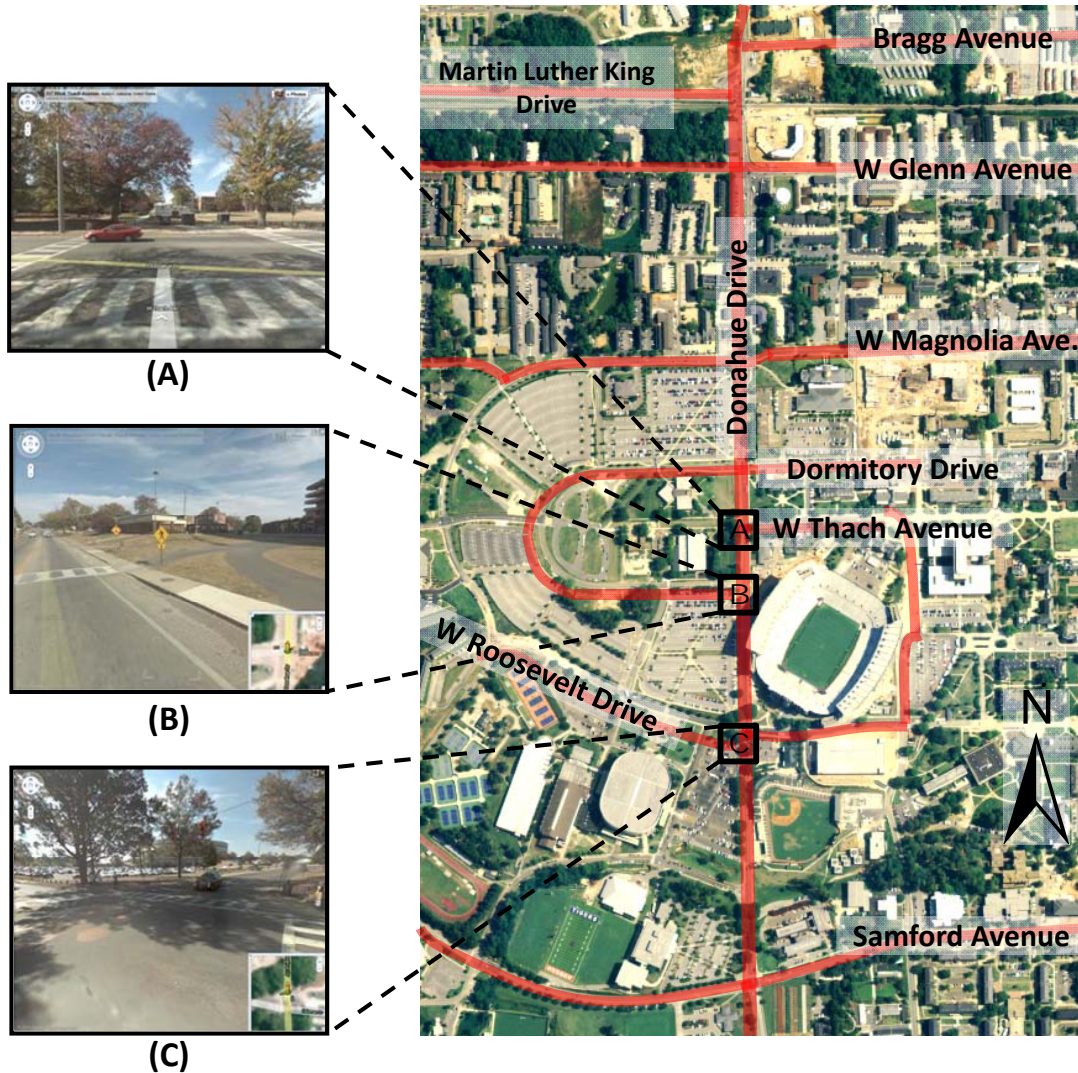 Bragg Avenue
Martin Luther King
Drive
W Glenn Avenue
Donahue Drive
W Magnolia Ave.
(A)
Dormitory Drive
A W Thach Avenue
B
W Roosevelt Drive
(B)
N
C
TIGERS
Samford Avenue
(C)